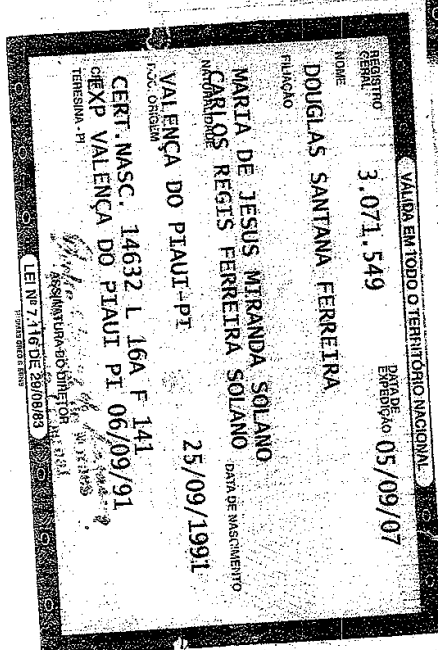 VÁLIDA EM TODO O TERRITÓRIO NACIONAL
REGISTRO GERAL 3.071.549 DATA DE EXPEDIÇÃO 05/09/07
NOME
DOUGLAS SANTANA FERREIRA
FILIAÇÃO
MARIA DE JESUS MIRANDA SOLANO
CARLOS REGIS FERREIRA SOLANO
NATURALIDADE DATA DE NASCIMENTO
VALENÇA DO PIAUI-PI 25/09/1991
DOC. ORIGEM
CERT.NASC. 14632 L 16A F 141
EXP VALENÇA DO PIAUI PI 06/09/91
TERESINA - PI
ASSINATURA DO DIRETOR
LEI Nº 7.116 DE 29/08/83